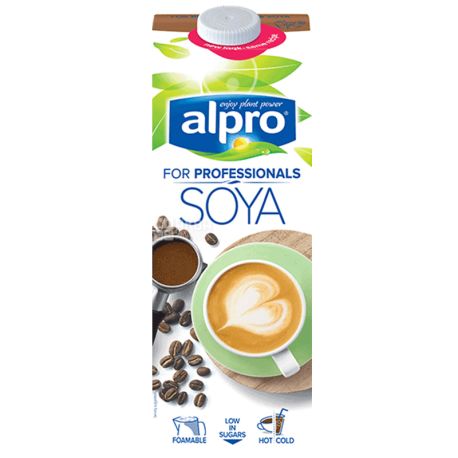 enjoy plant power
alpro
FOR PROFESSIONALS
SOYA
FOAMABLE
LOW
IN
SUGARS
HOT COLD